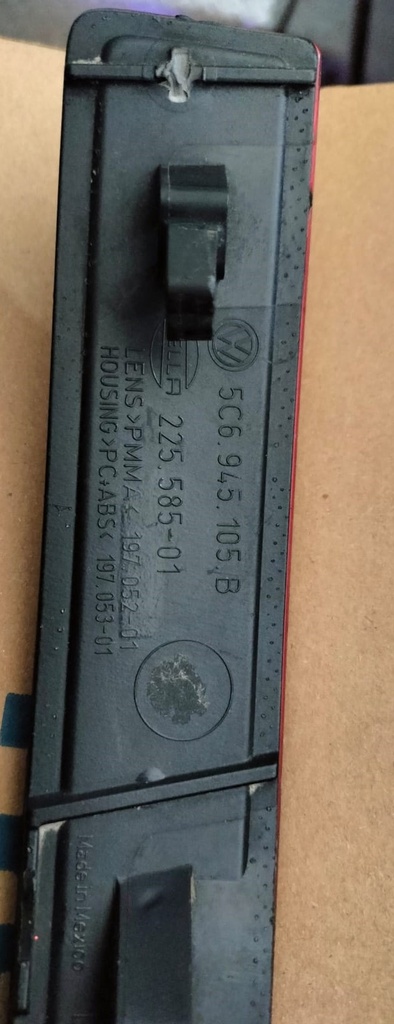 5C6.945.105.B
ELLA 225.585-01
LENS >PMMA< 197.052-01
HOUSING>PC+ABS< 197.053-01
Made in Mexico